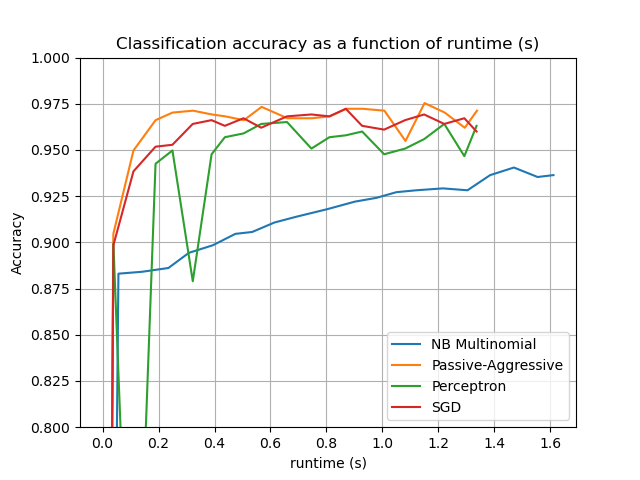 Classification accuracy as a function of runtime (s)
1.000
0.975
0.950
0.925
0.900
0.875
0.850
0.825
0.800
Accuracy
NB Multinomial
Passive-Aggressive
Perceptron
SGD
0.0 0.2 0.4 0.6 0.8 1.0 1.2 1.4 1.6
runtime (s)